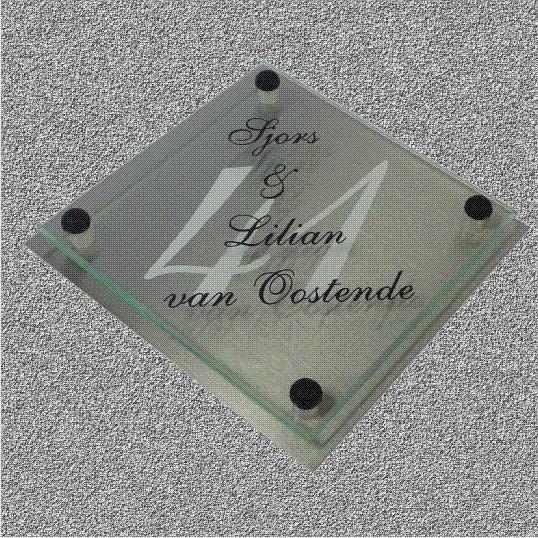 Sjors
&
Lilian
van Oostende
41